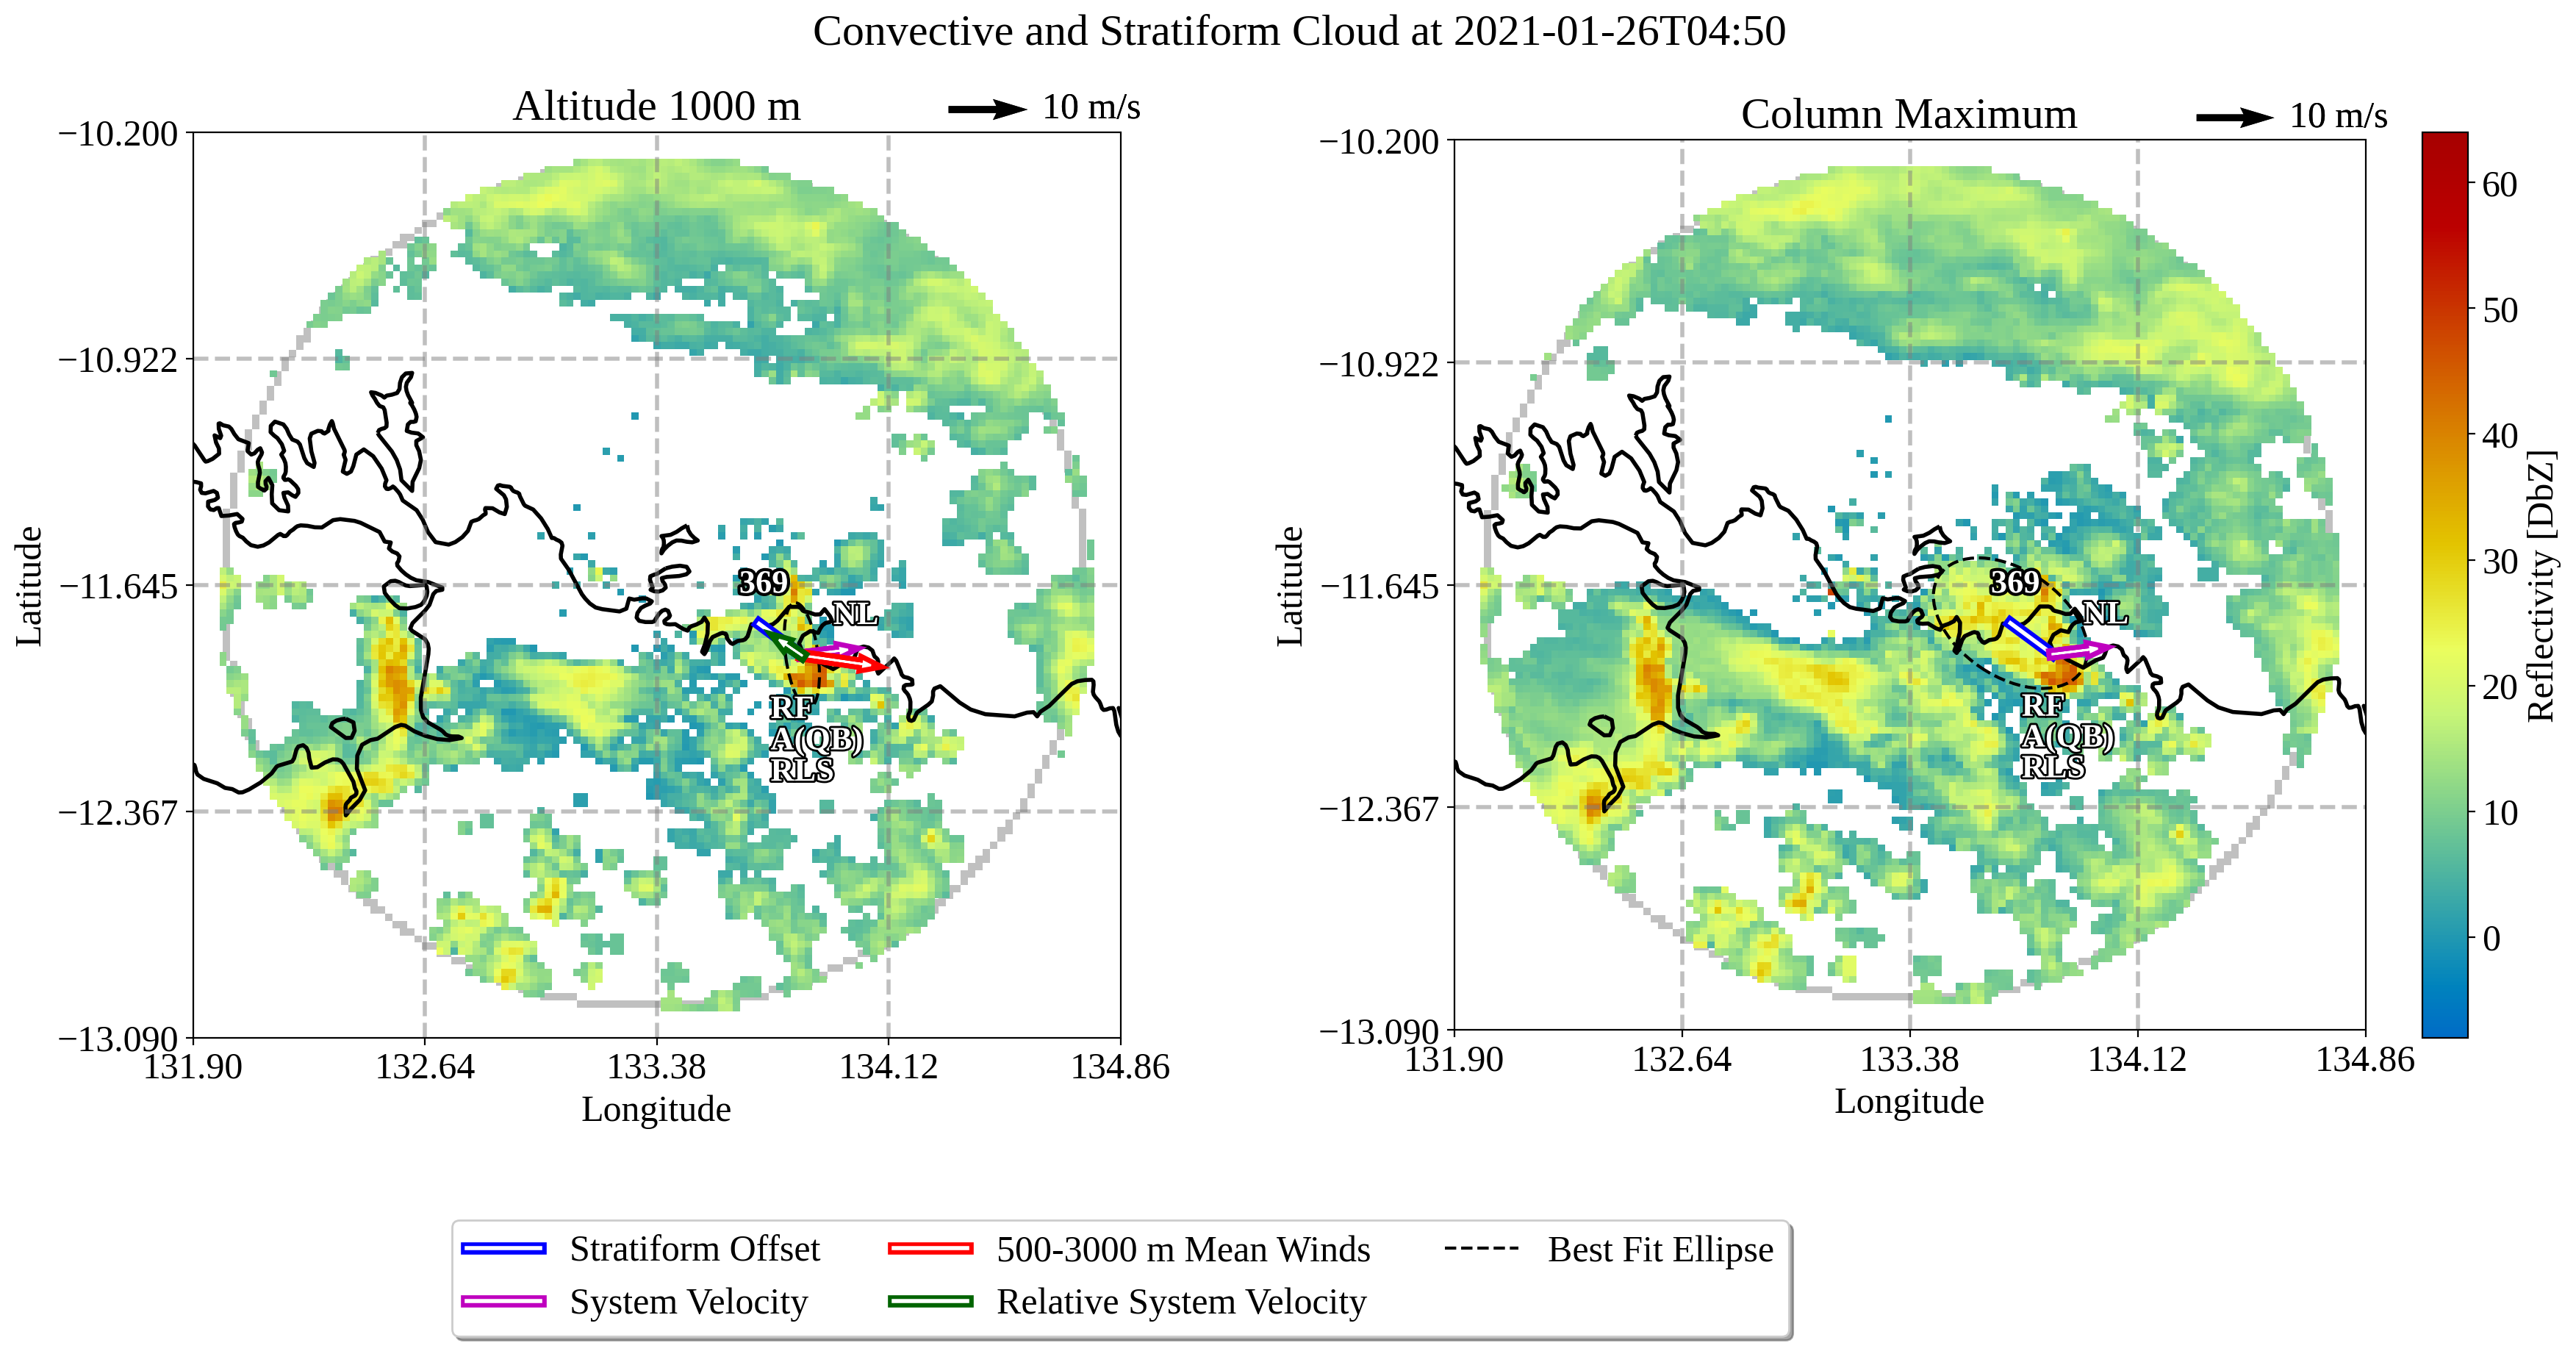 Convective and Stratiform Cloud at 2021-01-26T04:50
Altitude 1000 m
10 m/s
−10.200
−10.922
−11.645
−12.367
−13.090
Latitude
131.90
132.64
133.38
134.12
134.86
Longitude
369
NL
RF
A(QB)
RLS
Column Maximum
10 m/s
−10.200
−10.922
−11.645
−12.367
−13.090
Latitude
131.90
132.64
133.38
134.12
134.86
Longitude
369
NL
RF
A(QB)
RLS
60
50
40
30
20
10
0
Reflectivity [DbZ]
Stratiform Offset
System Velocity
500-3000 m Mean Winds
Relative System Velocity
Best Fit Ellipse